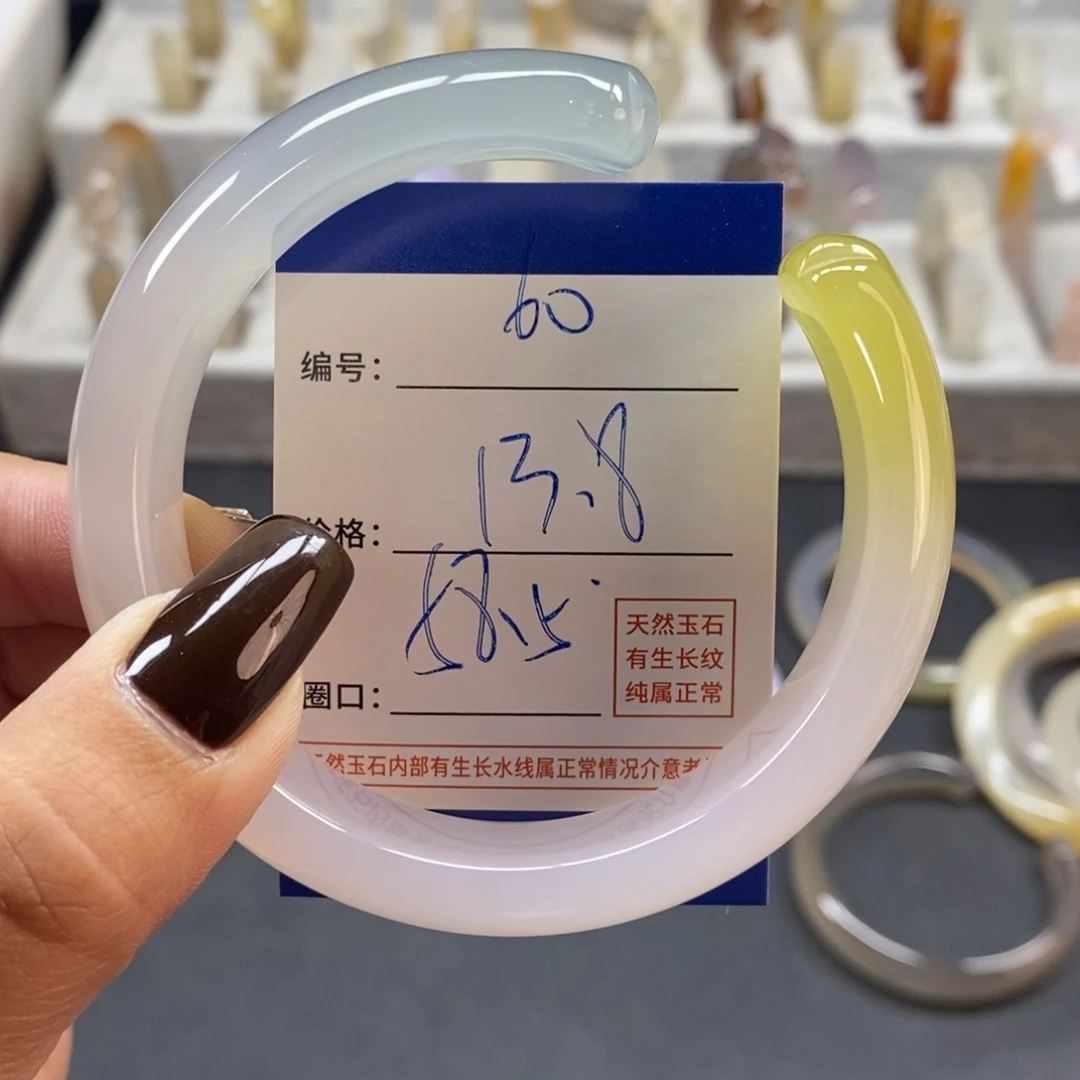 60
编号:
13.8
价格:
58.5
圈口:
天然玉石
有生长纹
纯属正常
然玉石内部有生长水线属正常情况介意者